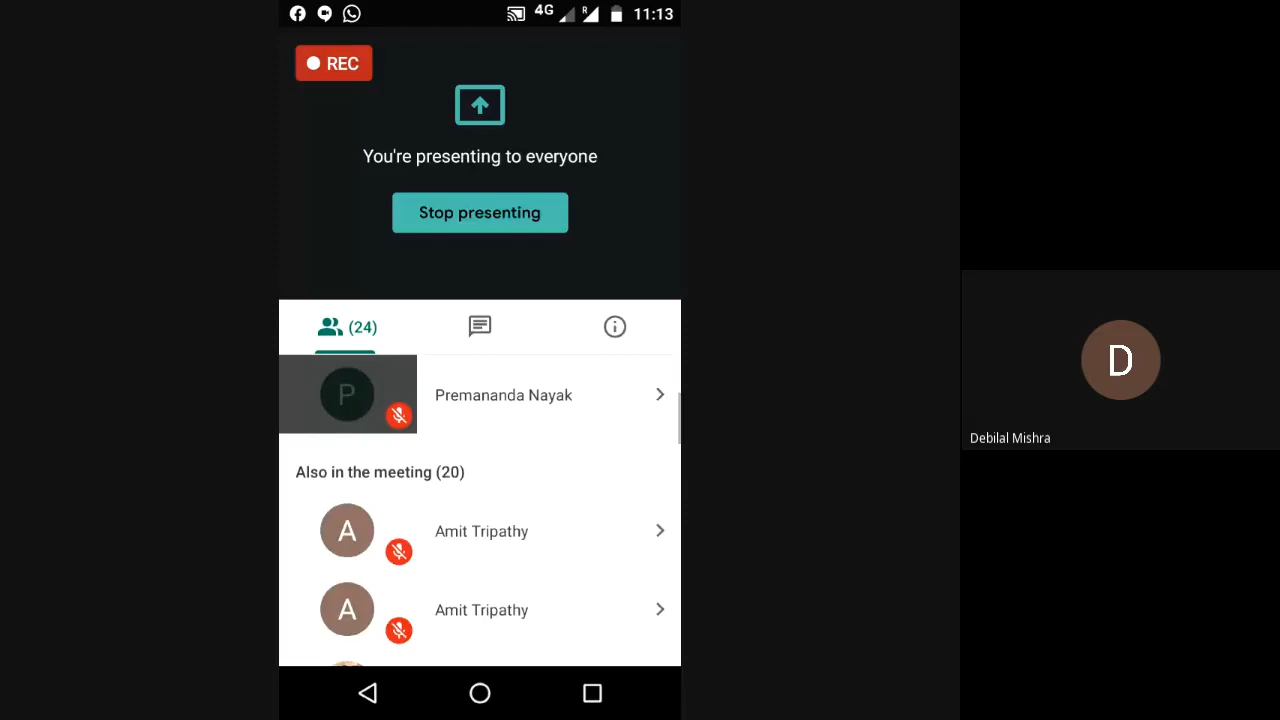 4G R 11:13
REC
You're presenting to everyone
Stop presenting
(24)
P
Premananda Nayak
Also in the meeting (20)
A
Amit Tripathy
A
Amit Tripathy
D
Debilal Mishra